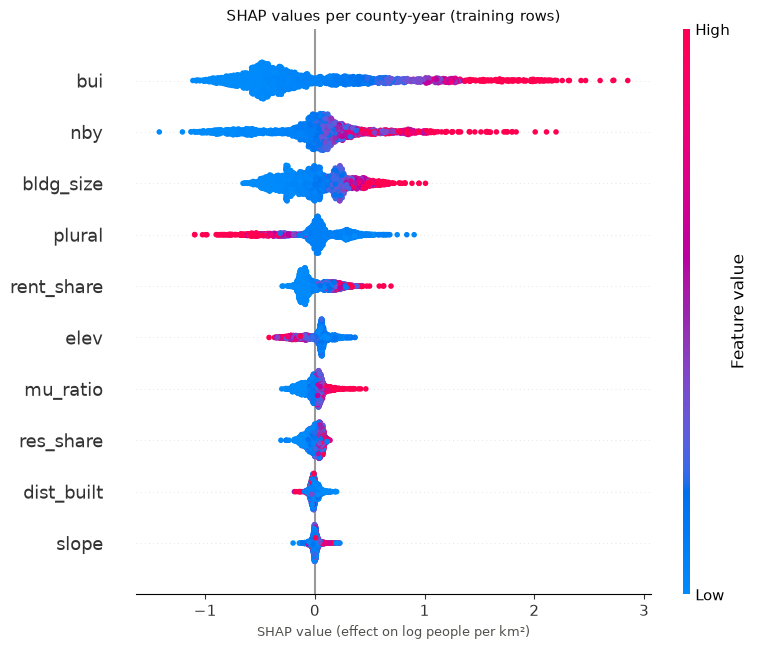 SHAP values per county-year (training rows)
High
bui
nby
bldg_size
plural
rent_share
elev
mu_ratio
res_share
dist_built
slope
Feature value
Low
−1
0
1
2
3
SHAP value (effect on log people per km²)